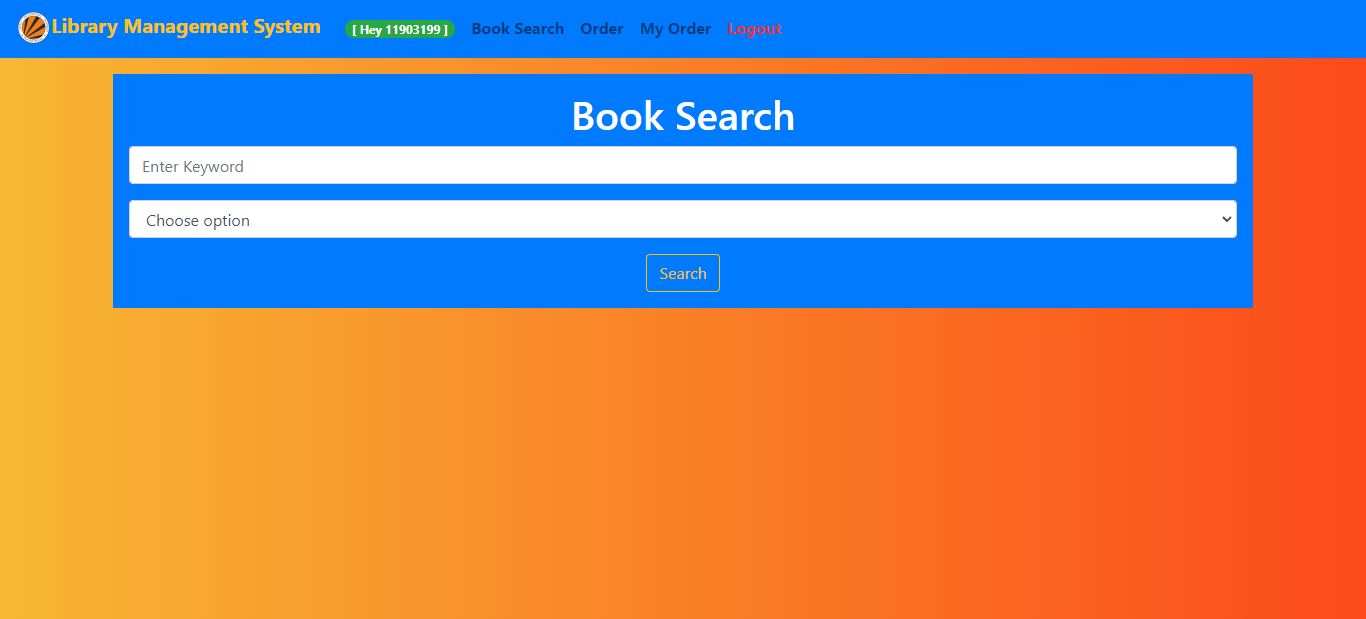 Library Management System [ Hey 11903199 ] Book Search Order My Order Logout
Book Search
Enter Keyword
Choose option
Search